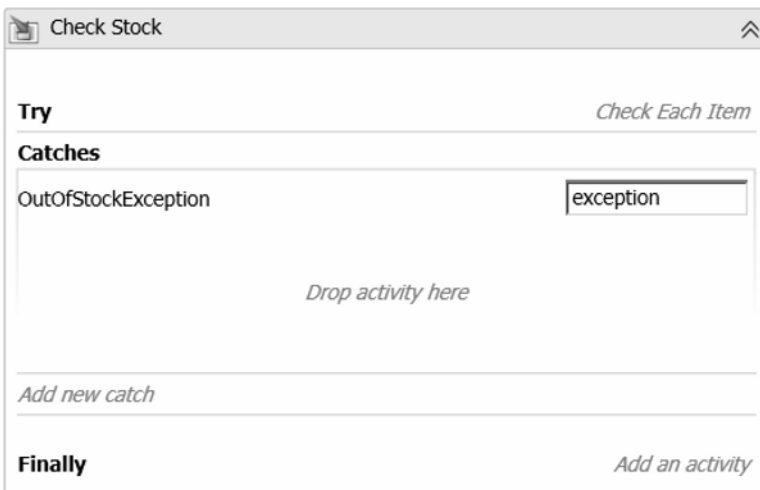 Check Stock
Try Check Each Item
Catches
OutOfStockException exception
Drop activity here
Add new catch
Finally Add an activity